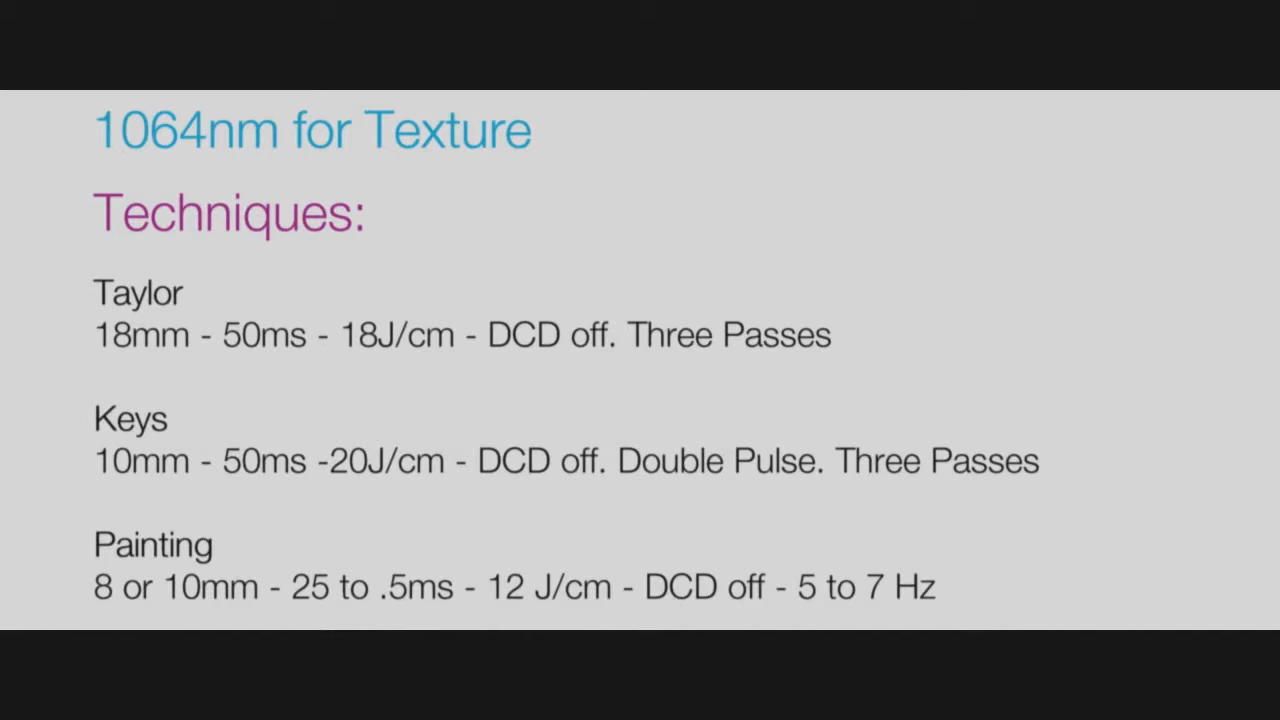 1064nm for Texture
Techniques:
Taylor
18mm - 50ms - 18J/cm - DCD off. Three Passes
Keys
10mm - 50ms -20J/cm - DCD off. Double Pulse. Three Passes
Painting
8 or 10mm - 25 to .5ms - 12 J/cm - DCD off - 5 to 7 Hz